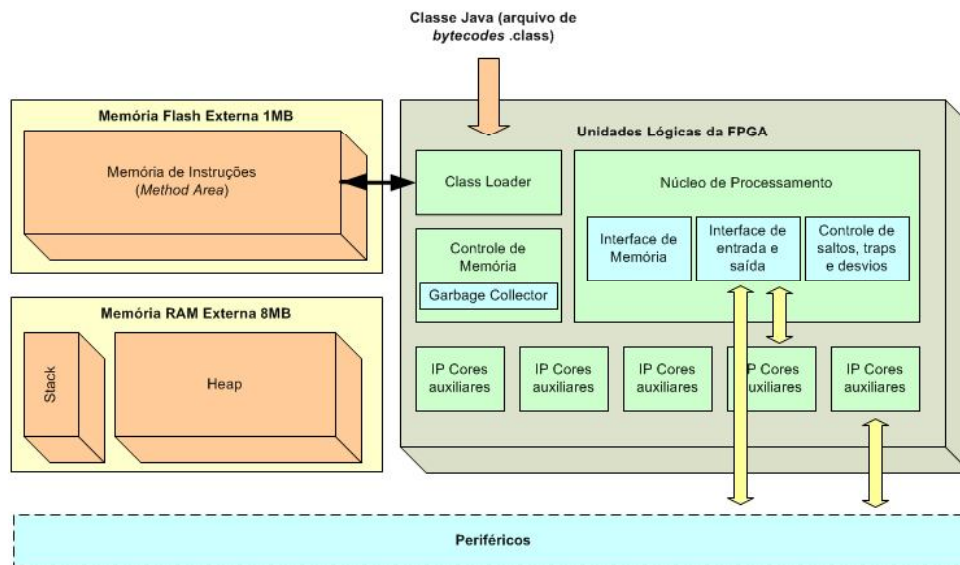 Classe Java (arquivo de
bytecodes .class)
Memória Flash Externa 1MB
Memória de Instruções
(Method Area)
Memória RAM Externa 8MB
Stack
Heap
Unidades Lógicas da FPGA
Class Loader
Controle de
Memória
Garbage Collector
Núcleo de Processamento
Interface de
Memória
Interface de
entrada e
saída
Controle de
saltos, traps
e desvios
IP Cores
auxiliares
IP Cores
auxiliares
IP Cores
auxiliares
IP Cores
auxiliares
IP Cores
auxiliares
Periféricos